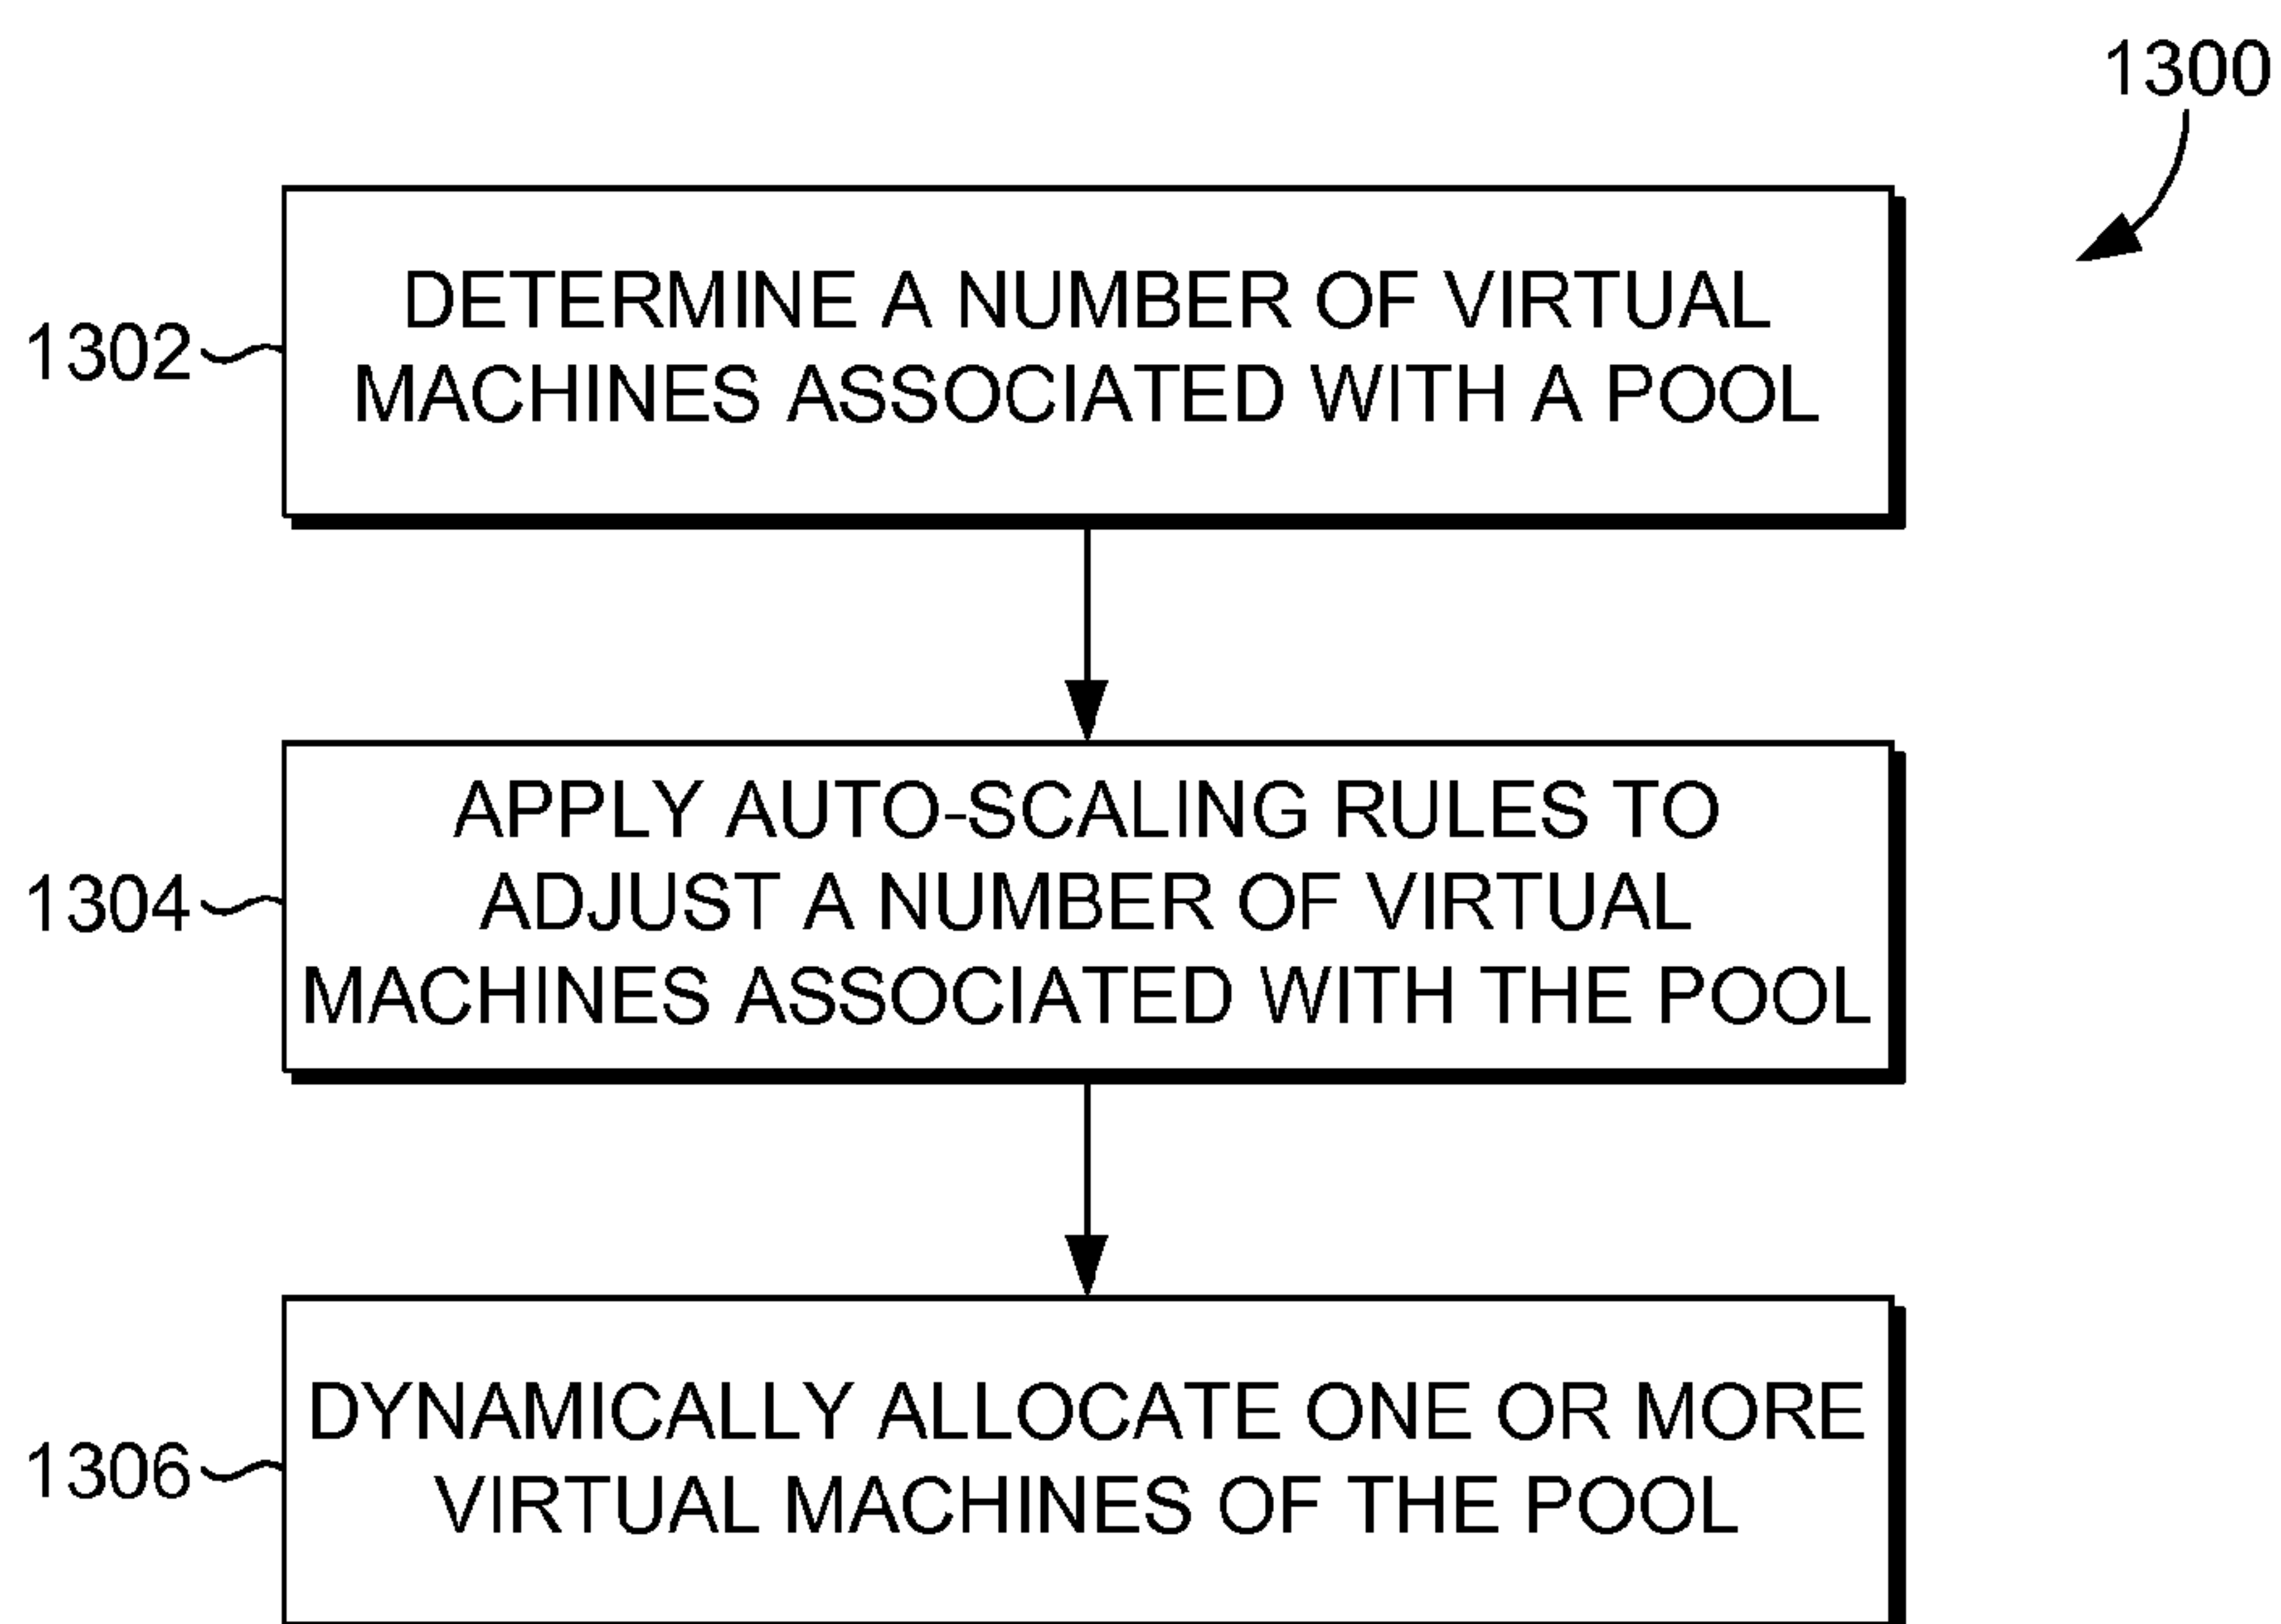 1300
1302
DETERMINE A NUMBER OF VIRTUAL
MACHINES ASSOCIATED WITH A POOL
1304
APPLY AUTO-SCALING RULES TO
ADJUST A NUMBER OF VIRTUAL
MACHINES ASSOCIATED WITH THE POOL
1306
DYNAMICALLY ALLOCATE ONE OR MORE
VIRTUAL MACHINES OF THE POOL